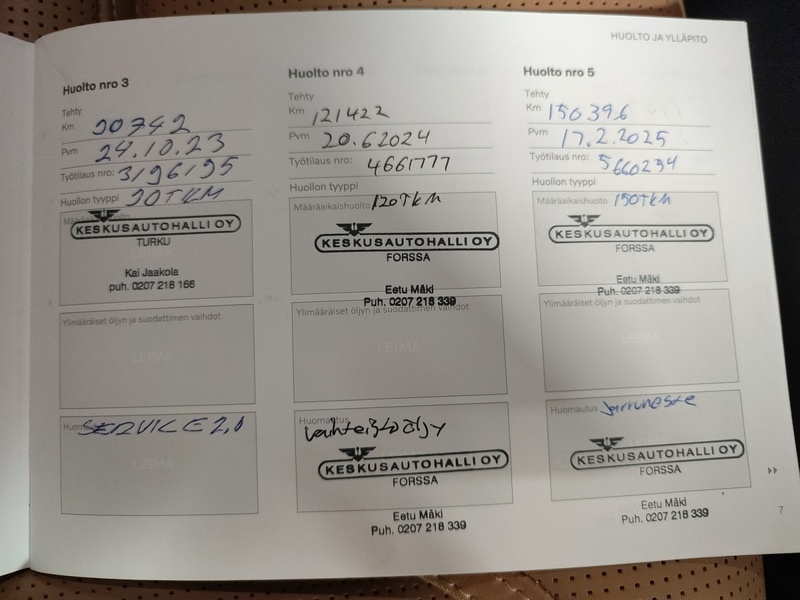 HUOLTO JA YLLÄPITO
Huolto nro 3
Tehty
Km 90742
Pvm 24.10.23
Työtilaus nro: 3196195
Huollon tyyppi 90TKM
Määräaikaishuolto
KESKUSAUTOHALLI OY
TURKU
Kai Jaakola
puh. 0207 218 166
Ylimääräiset öljyn ja suodattimen vaihdot
LEIMA
Huomautus
SERVICE 2,0
Huolto nro 4
Tehty
Km 121422
Pvm 20.6.2024
Työtilaus nro: 4661777
Huollon tyyppi
Määräaikaishuolto 120TKM
KESKUSAUTOHALLI OY
FORSSA
Eetu Mäki
Puh. 0207 218 339
Ylimääräiset öljyn ja suodattimen vaihdot
LEIMA
Huomautus
Vaihteistoöljy
KESKUSAUTOHALLI OY
FORSSA
Eetu Mäki
Puh. 0207 218 339
Huolto nro 5
Tehty
Km 150396
Pvm 17.2.2025
Työtilaus nro: 5660234
Huollon tyyppi
Määräaikaishuolto 150TKM
KESKUSAUTOHALLI OY
FORSSA
Eetu Mäki
Puh. 0207 218 339
Ylimääräiset öljyn ja suodattimen vaihdot
LEIMA
Huomautus Jarruneste
KESKUSAUTOHALLI OY
FORSSA
Eetu Mäki
Puh. 0207 218 339
7